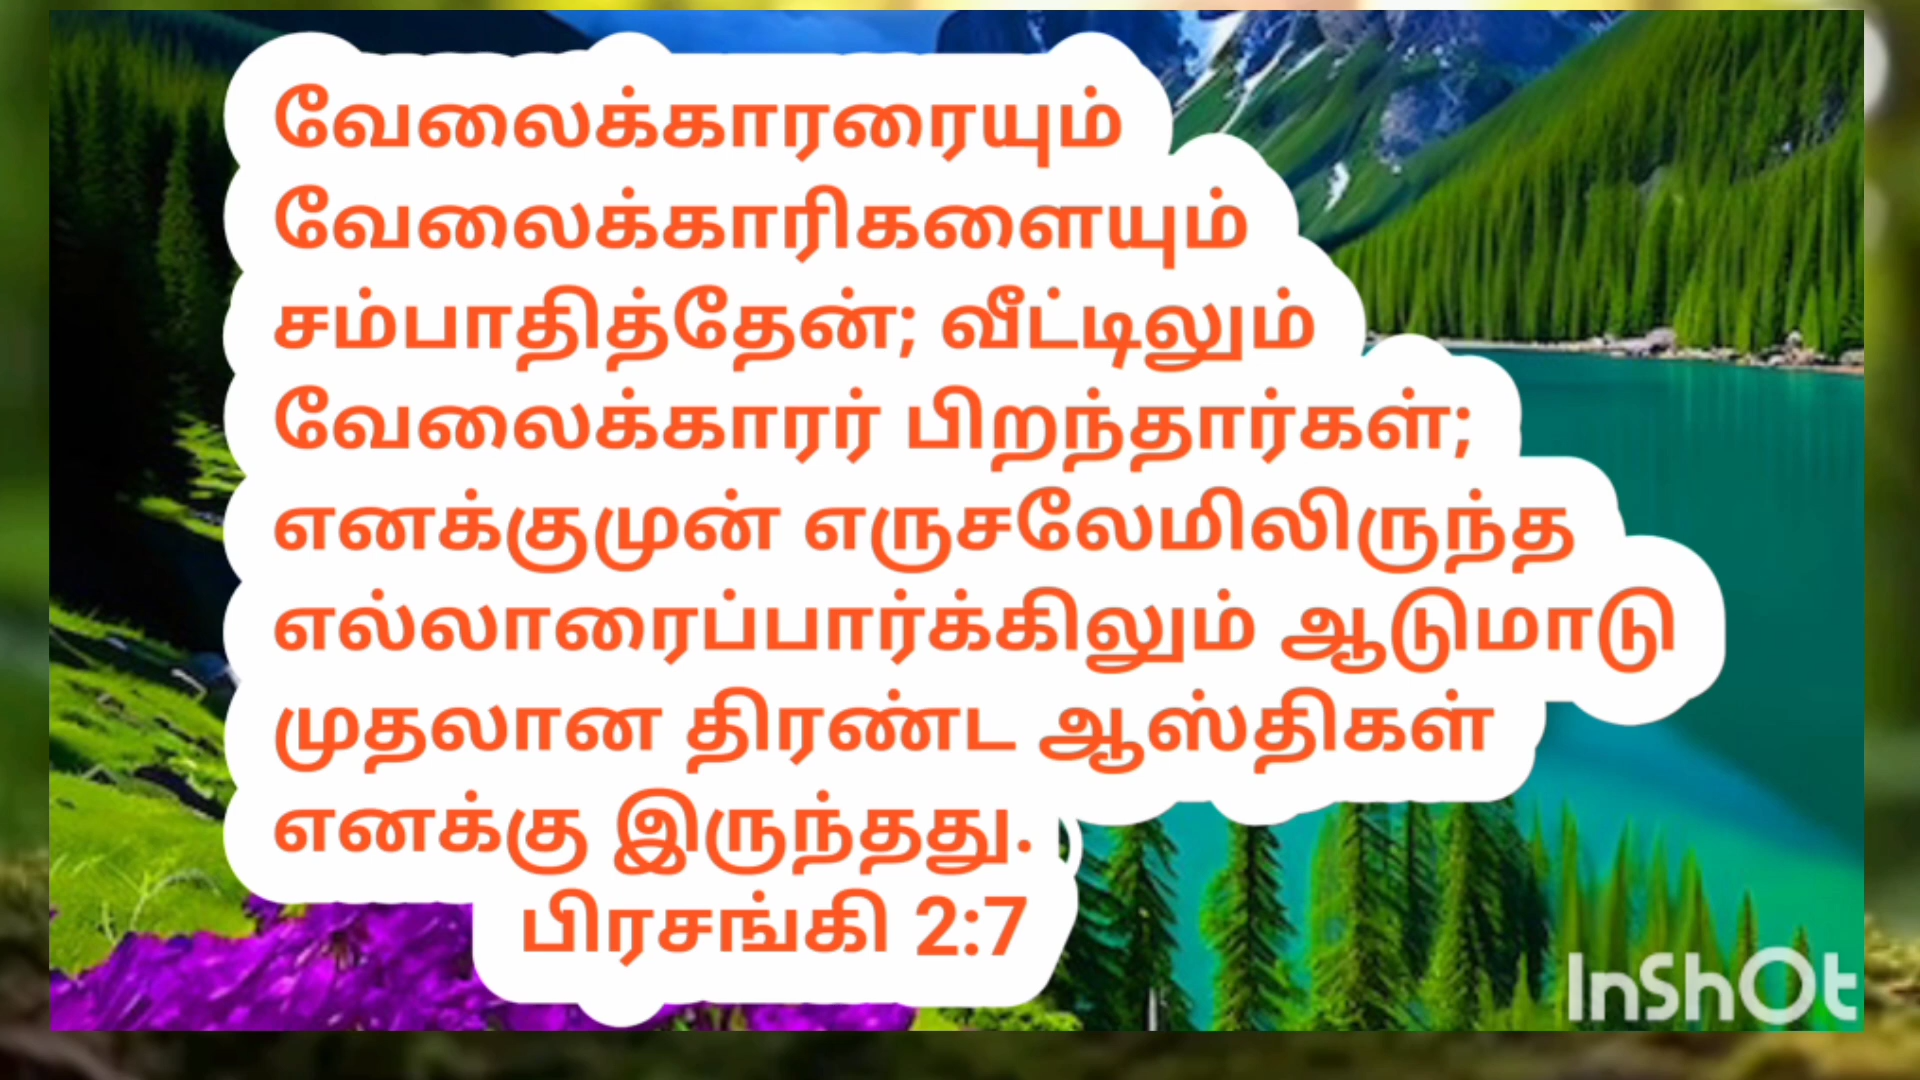 வேலைக்காரரையும்
வேலைக்காரிகளையும்
சம்பாதித்தேன்; வீட்டிலும்
வேலைக்காரர் பிறந்தார்கள்;
எனக்குமுன் எருசலேமிலிருந்த
எல்லாரைப்பார்க்கிலும் ஆடுமாடு
முதலான திரண்ட ஆஸ்திகள்
எனக்கு இருந்தது.
பிரசங்கி 2:7
InShOt